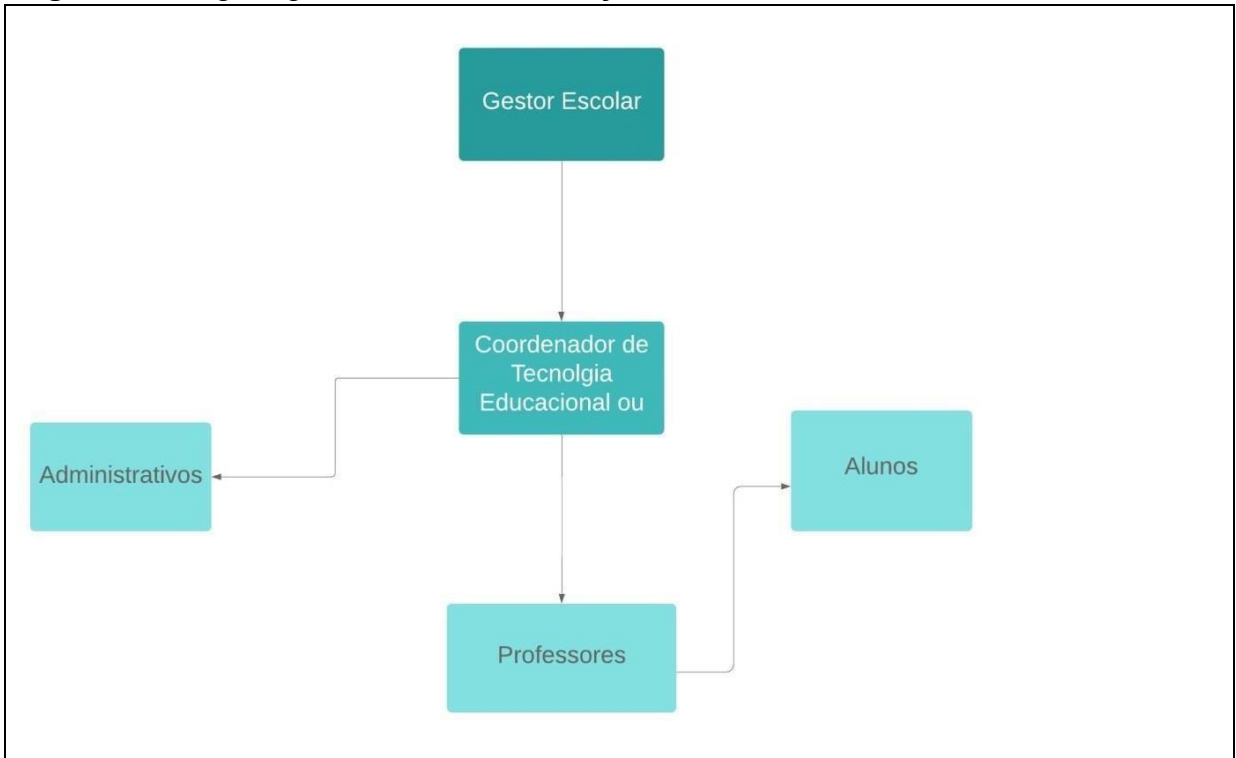 Gestor Escolar
Coordenador de
Tecnolgia
Educacional ou
Administrativos
Alunos
Professores